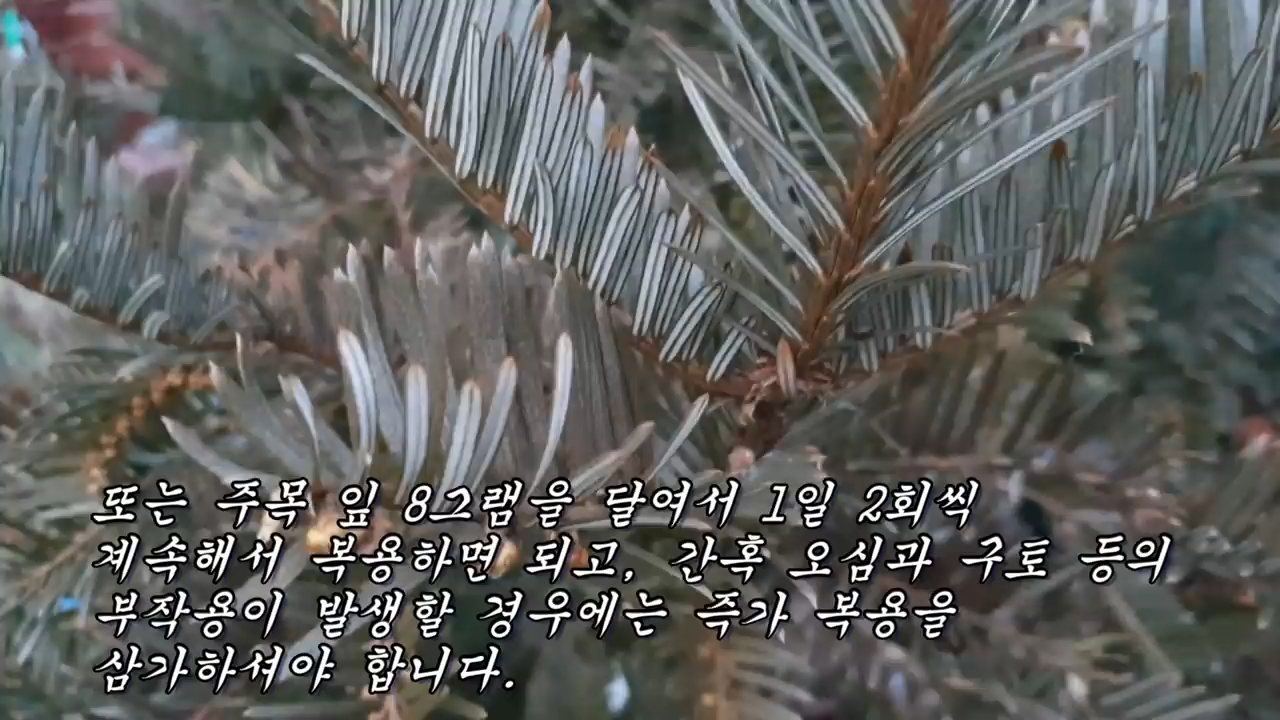 또는 주목 잎 8그램을 달여서 1일 2회씩
계속해서 복용하면 되고, 간혹 오심과 구토 등의
부작용이 발생할 경우에는 즉가 복용을
삼가하셔야 합니다.